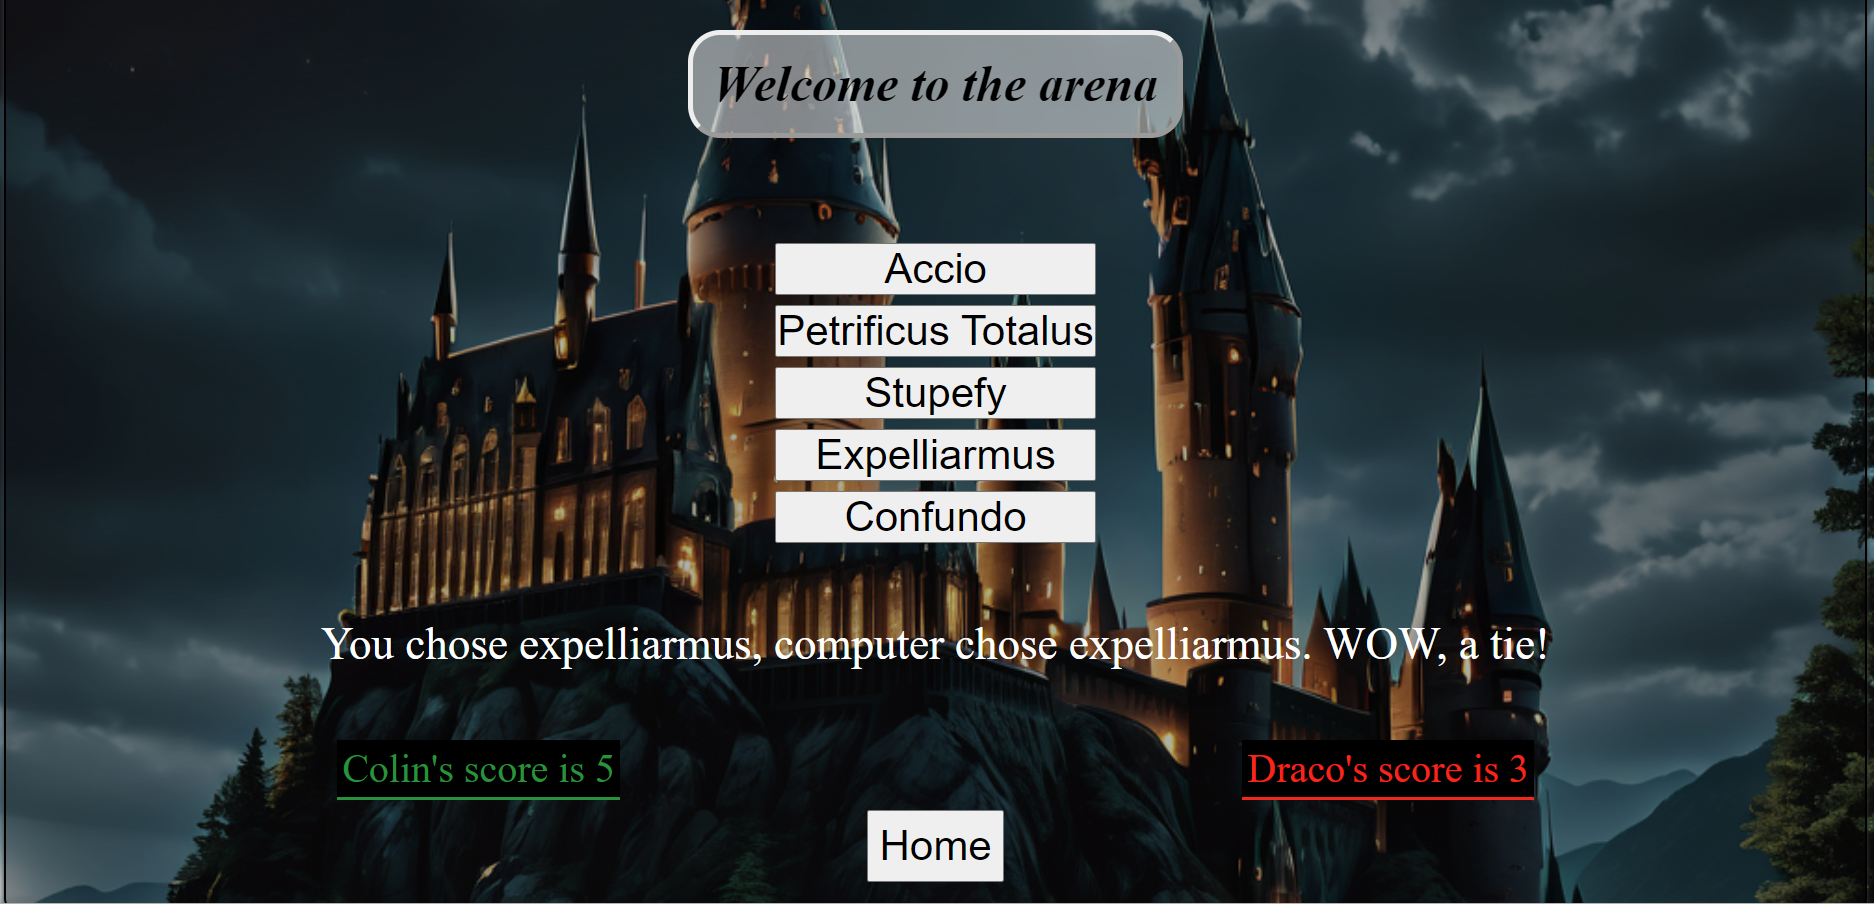 Welcome to the arena
Accio
Petrificus Totalus
Stupefy
Expelliarmus
Confundo
You chose expelliarmus, computer chose expelliarmus. WOW, a tie!
Colin's score is 5
Draco's score is 3
Home